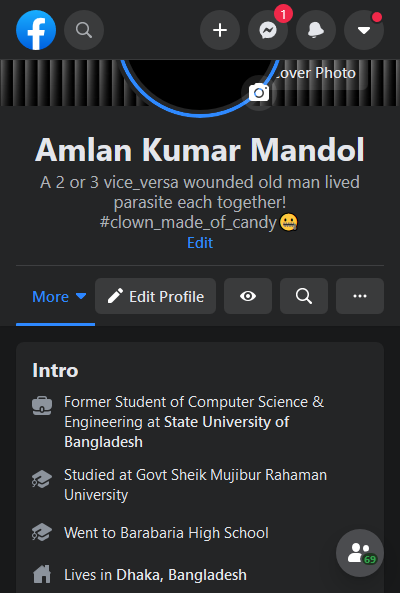 1
over Photo
Amlan Kumar Mandol
A 2 or 3 vice_versa wounded old man lived
parasite each together!
#clown_made_of_candy🤐
Edit
More
Edit Profile
Intro
Former Student of Computer Science &
Engineering at State University of
Bangladesh
Studied at Govt Sheik Mujibur Rahaman
University
Went to Barabaria High School
69
Lives in Dhaka, Bangladesh